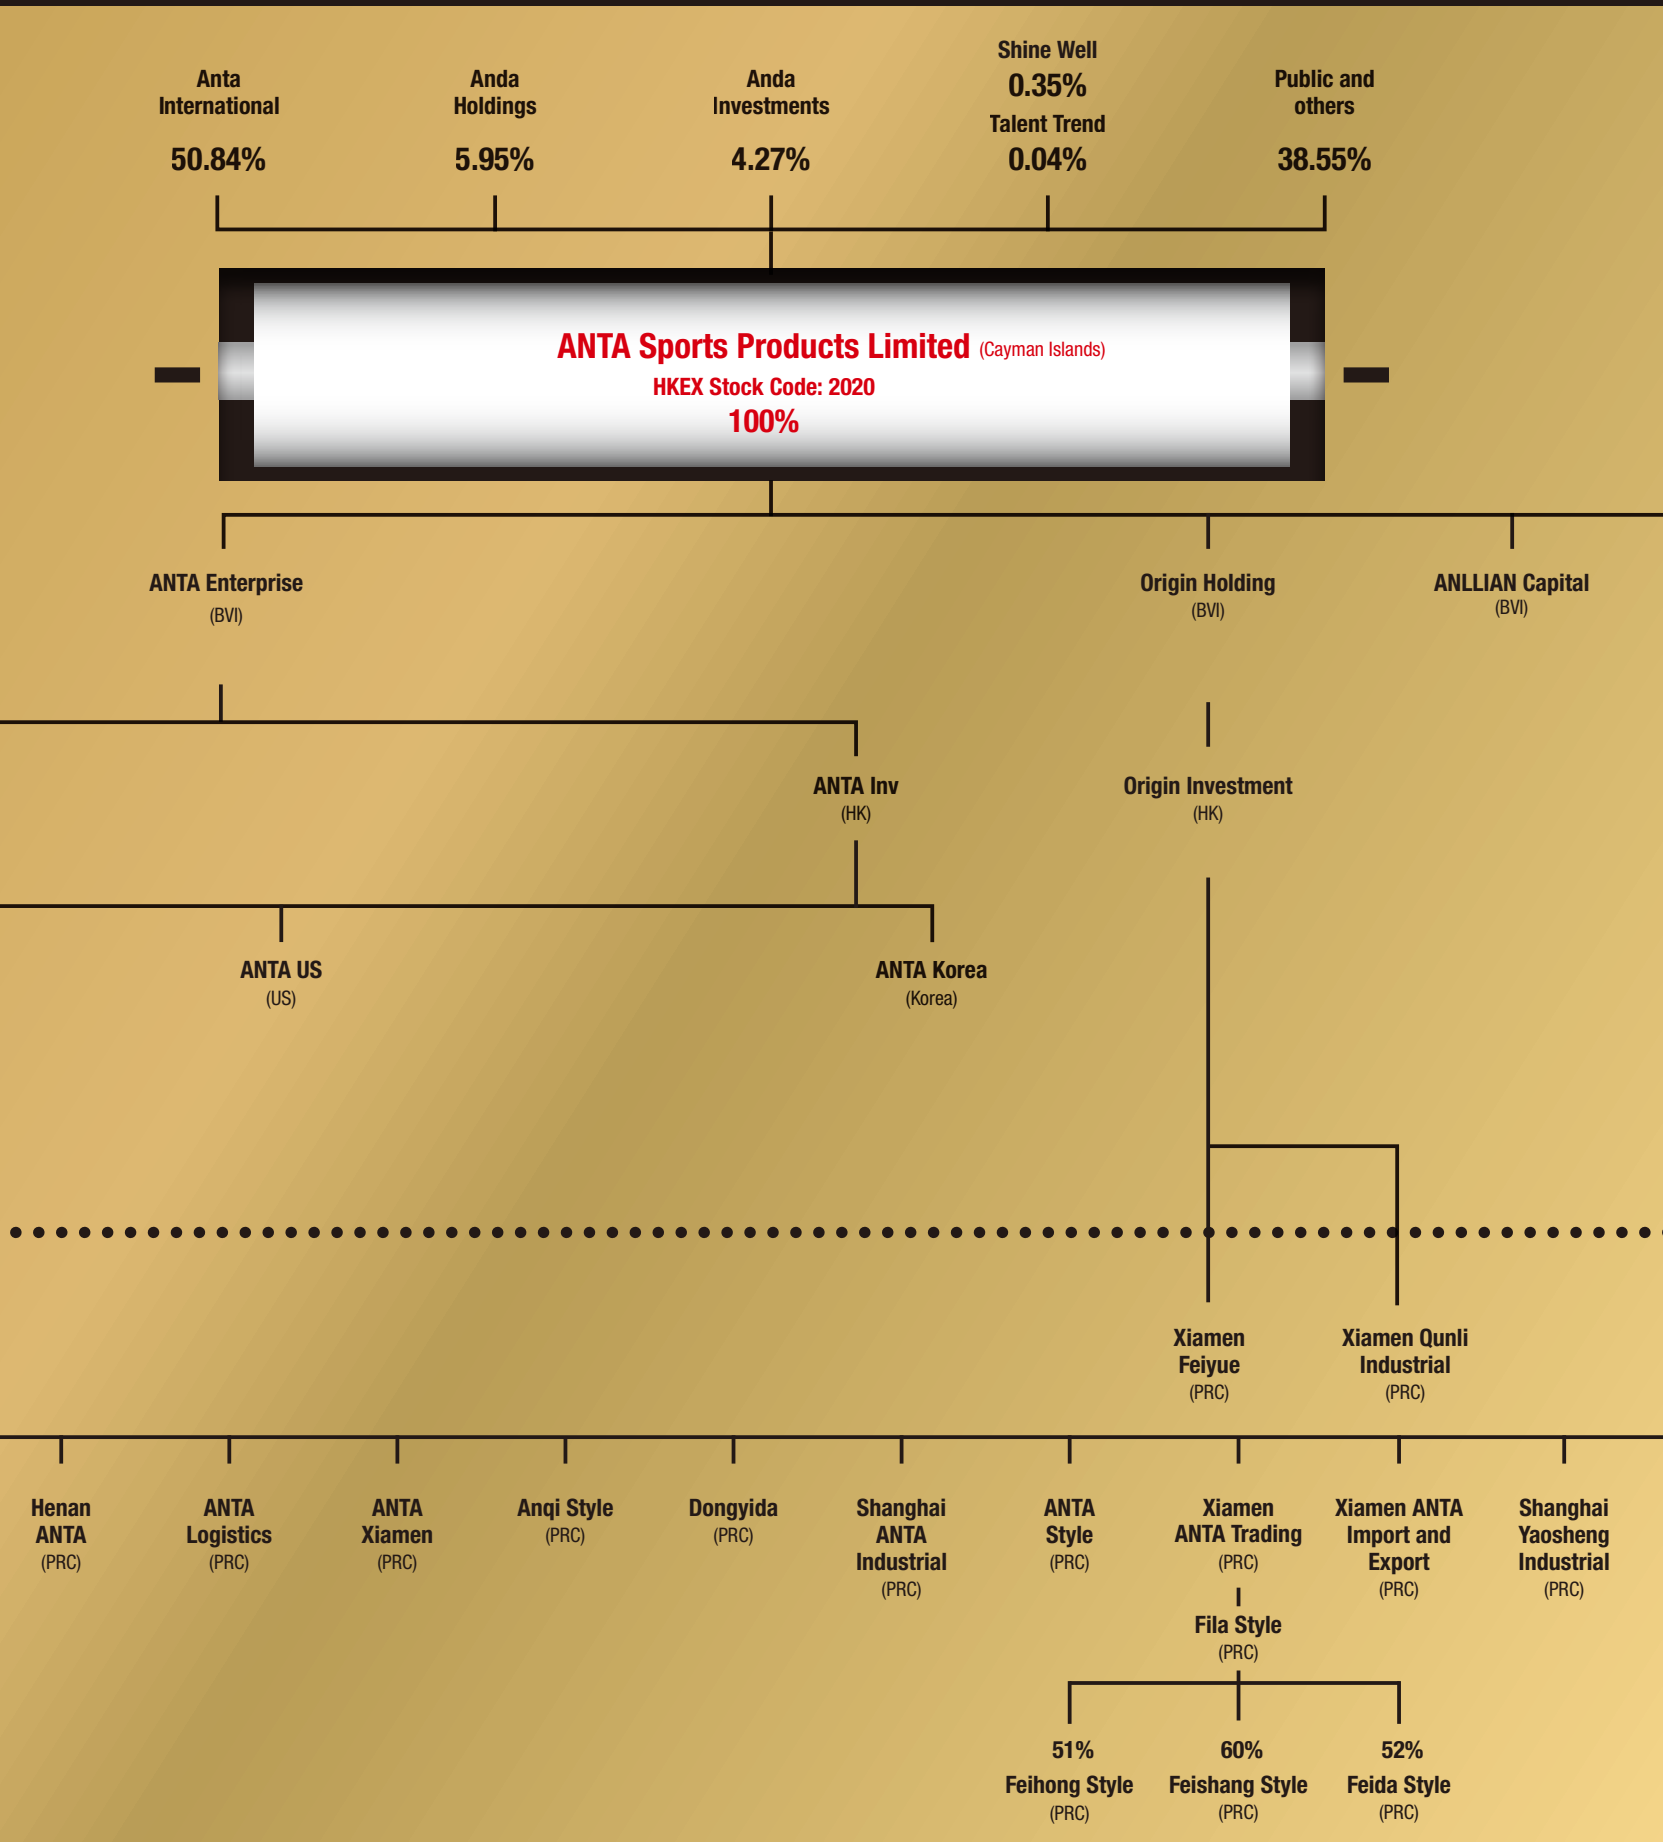 Anta
International
50.84%
Anda
Holdings
5.95%
Anda
Investments
4.27%
Shine Well
0.35%
Talent Trend
0.04%
Public and
others
38.55%
ANTA Sports Products Limited (Cayman Islands)
HKEX Stock Code: 2020
100%
ANTA Enterprise
(BVI)
Origin Holding
(BVI)
ANLLIAN Capital
(BVI)
ANTA Inv
(HK)
Origin Investment
(HK)
ANTA US
(US)
ANTA Korea
(Korea)
Xiamen
Feiyue
(PRC)
Xiamen Qunli
Industrial
(PRC)
Henan
ANTA
(PRC)
ANTA
Logistics
(PRC)
ANTA
Xiamen
(PRC)
Anqi Style
(PRC)
Dongyida
(PRC)
Shanghai
ANTA
Industrial
(PRC)
ANTA
Style
(PRC)
Xiamen
ANTA Trading
(PRC)
Xiamen ANTA
Import and
Export
(PRC)
Shanghai
Yaosheng
Industrial
(PRC)
Fila Style
(PRC)
51%
Feihong Style
(PRC)
60%
Feishang Style
(PRC)
52%
Feida Style
(PRC)